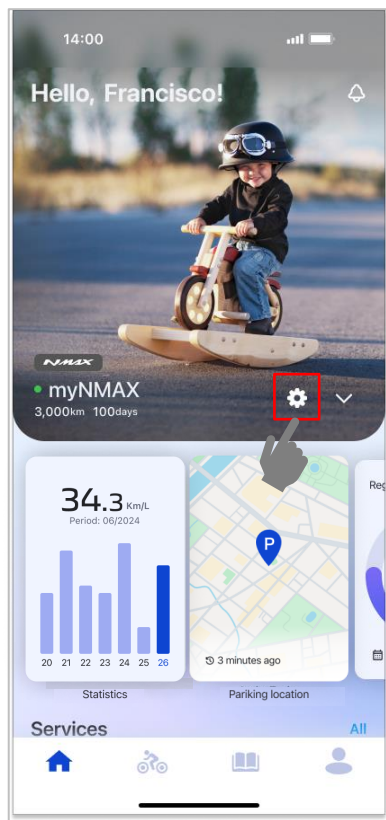 14:00
Hello, Francisco!
NMAX
myNMAX
3,000km 100days
34.3 Km/L
Period: 06/2024
20 21 22 23 24 25 26
P
3 minutes ago
Reg
Statistics
Pariking location
Services All